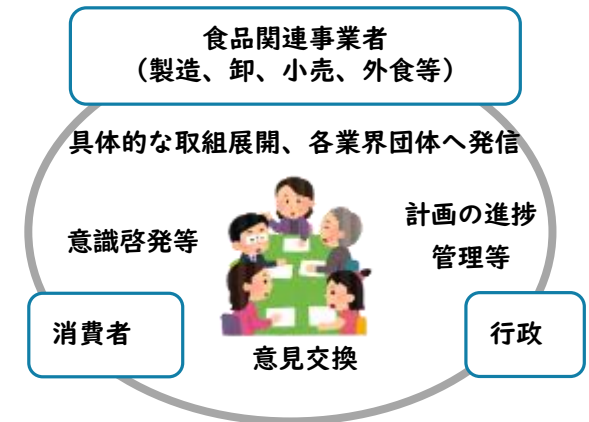 食品関連事業者
(製造、卸、小売、外食等)
具体的な取組展開、各業界団体へ発信
意識啓発等
計画の進捗
管理等
消費者
行政
意見交換